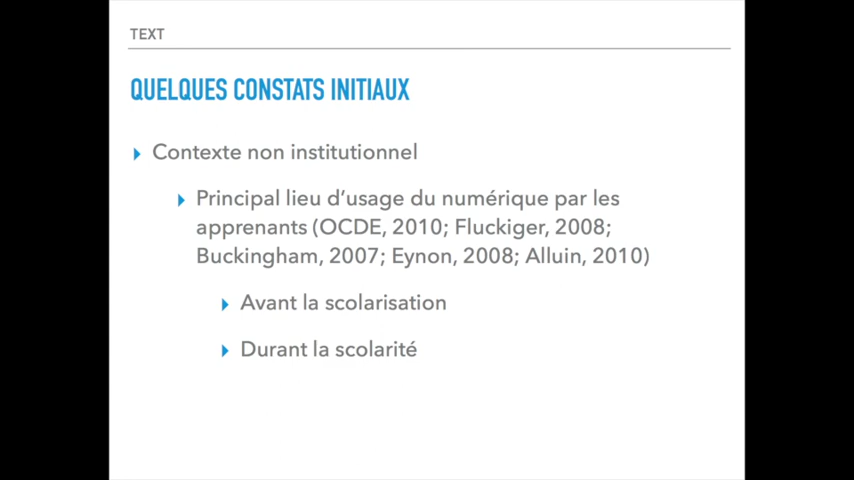 TEXT
QUELQUES CONSTATS INITIAUX
Contexte non institutionnel
Principal lieu d’usage du numérique par les
apprenants (OCDE, 2010; Fluckiger, 2008;
Buckingham, 2007; Eynon, 2008; Alluin, 2010)
Avant la scolarisation
Durant la scolarité